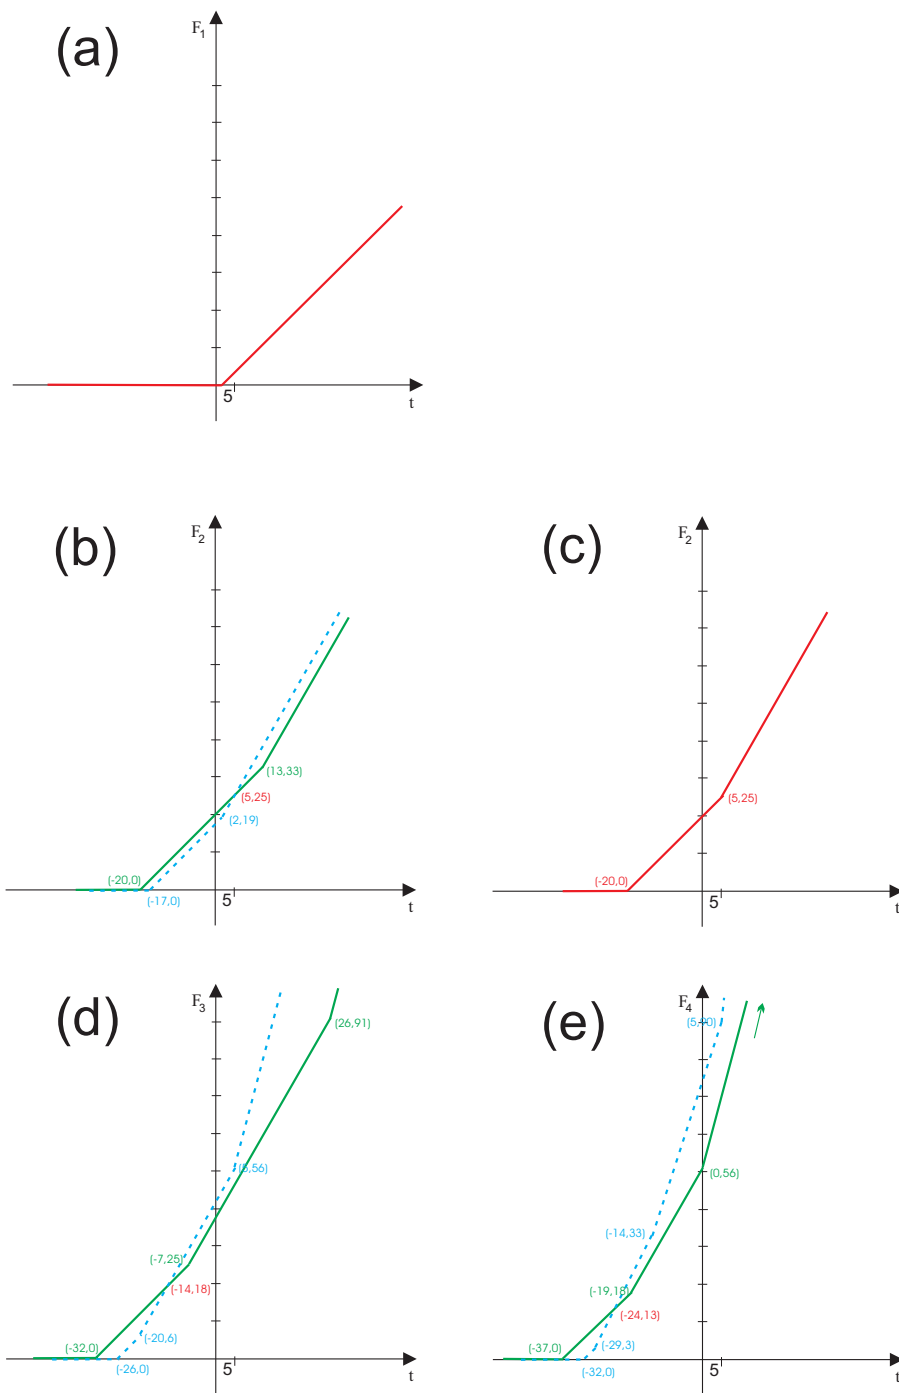 (a)
F1
5
t
(b)
F2
(13,33)
(5,25)
(2,19)
(-20,0)
(-17,0)
5
t
(c)
F2
(5,25)
(-20,0)
5
t
(d)
F3
(26,91)
(5,56)
(-7,25)
(-14,18)
(-20,6)
(-32,0)
(-26,0)
5
t
(e)
F4
(5,90)
(0,56)
(-14,33)
(-19,18)
(-24,13)
(-29,3)
(-37,0)
(-32,0)
5
t